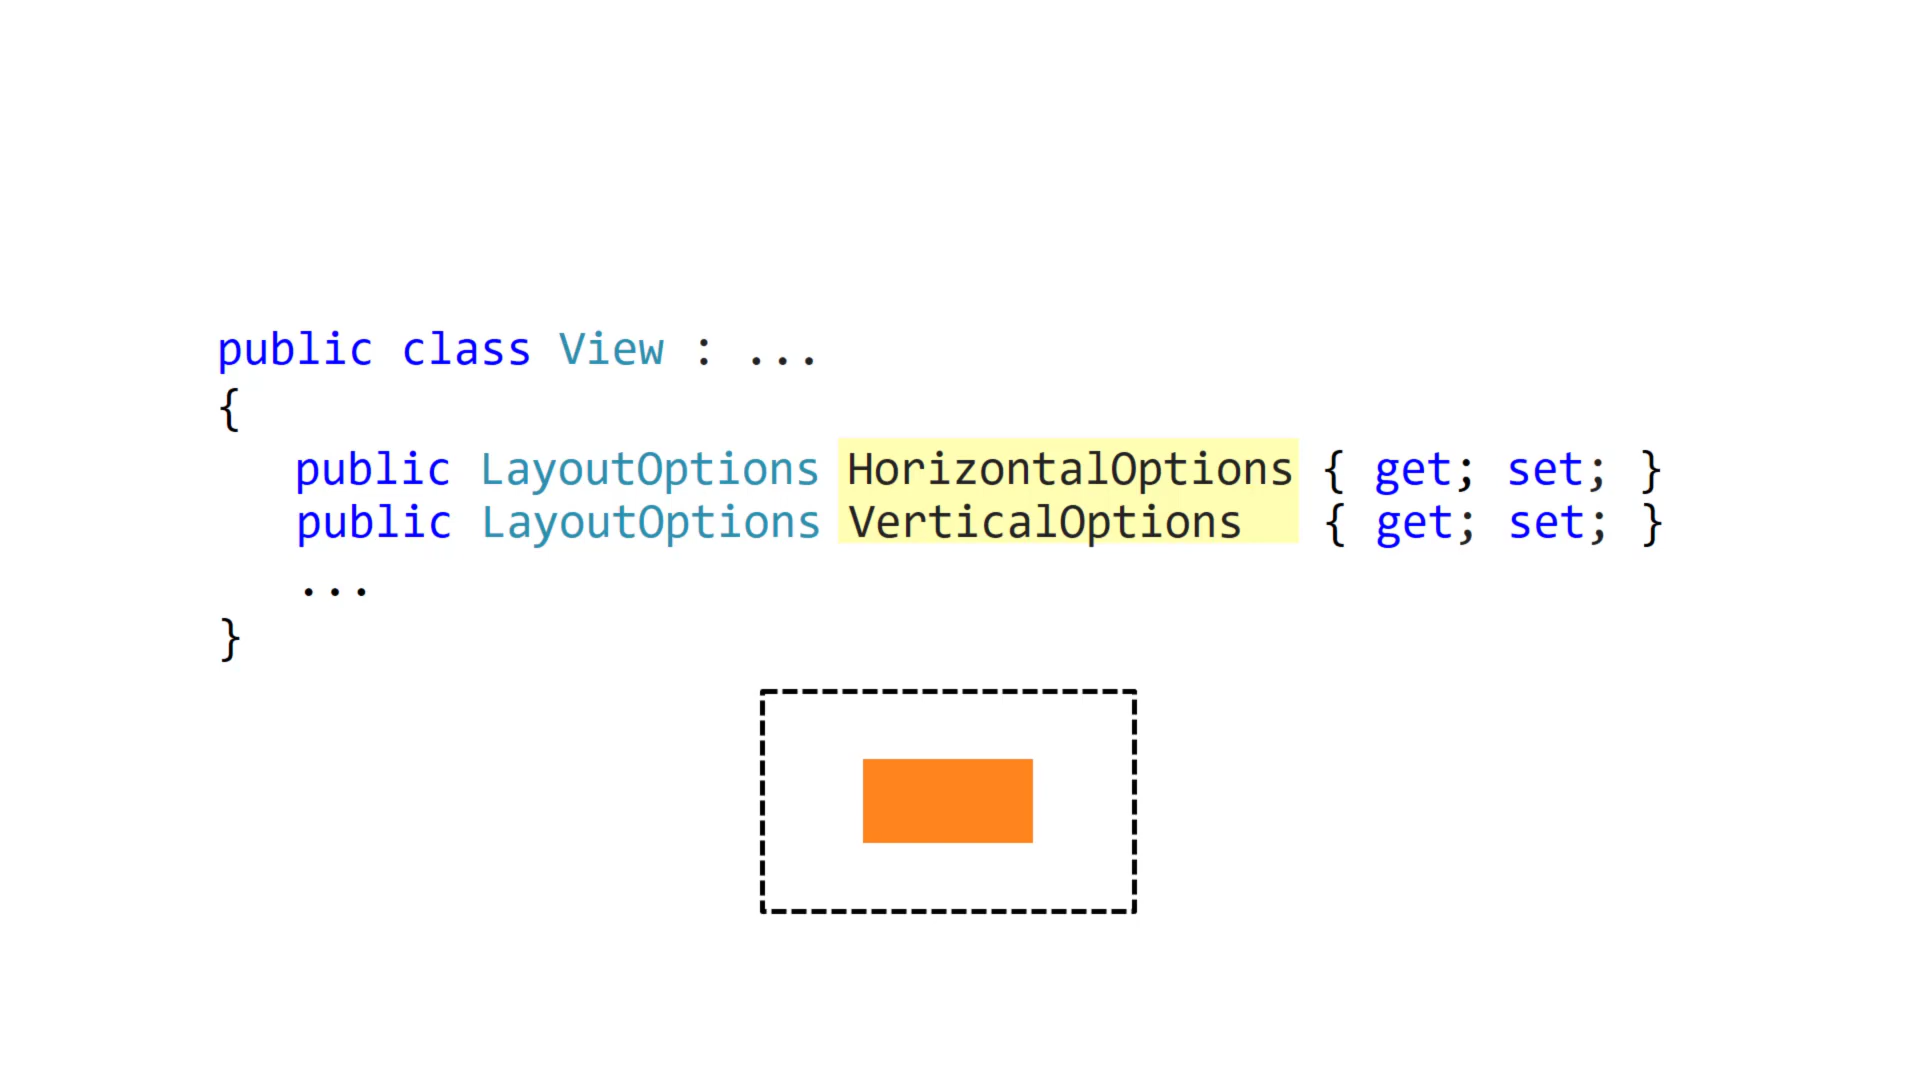 public class View : ...
{
public LayoutOptions HorizontalOptions { get; set; }
public LayoutOptions VerticalOptions { get; set; }
...
}